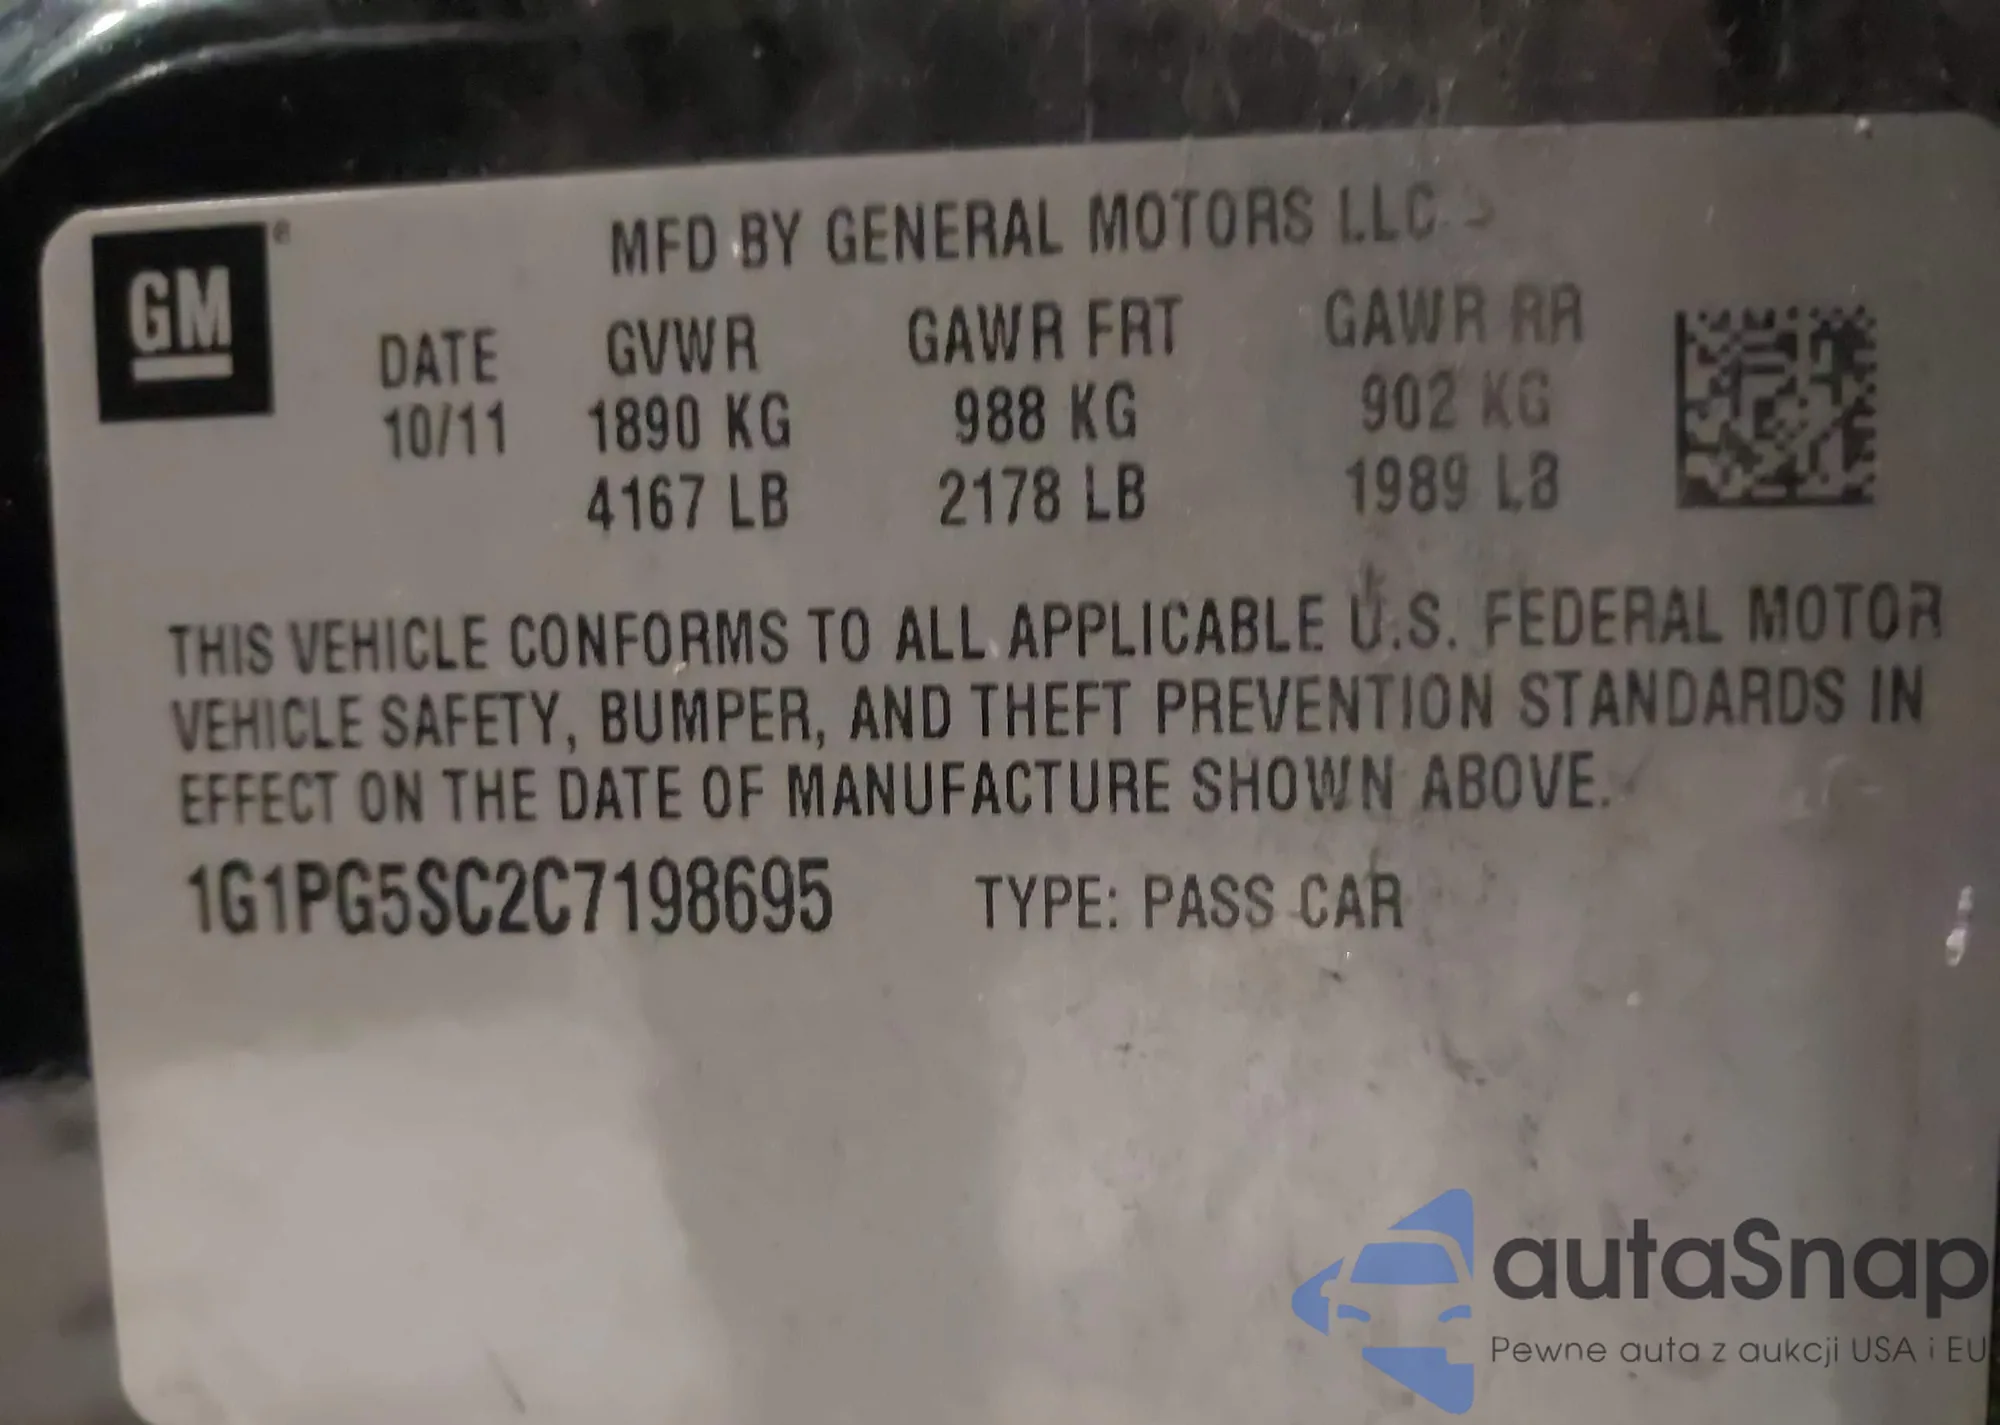 MFD BY GENERAL MOTORS LLC
GM®
DATE GVWR GAWR FRT GAWR RR
10/11 1890 KG 988 KG 902 KG
4167 LB 2178 LB 1989 LB
THIS VEHICLE CONFORMS TO ALL APPLICABLE U.S. FEDERAL MOTOR
VEHICLE SAFETY, BUMPER, AND THEFT PREVENTION STANDARDS IN
EFFECT ON THE DATE OF MANUFACTURE SHOWN ABOVE.
1G1PG5SC2C7198695 TYPE: PASS CAR
autaSnap
Pewne auta z aukcji USA i EU